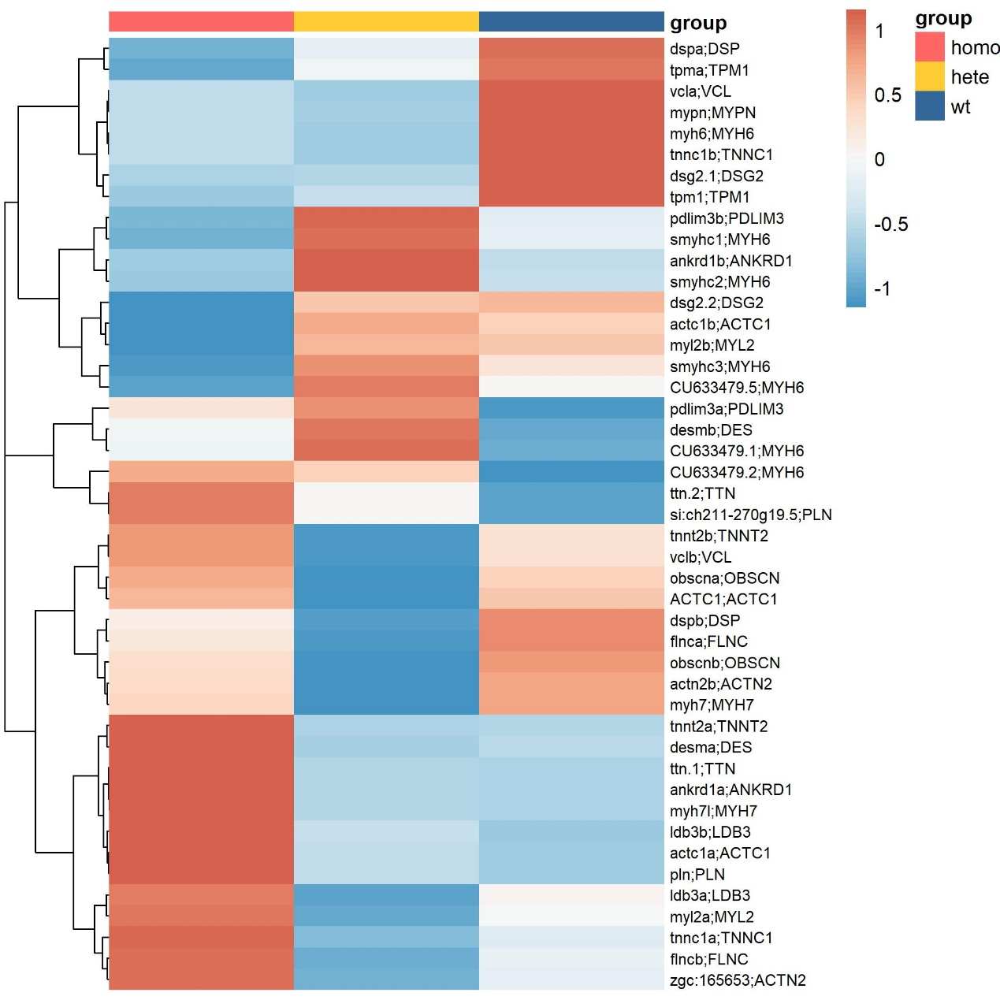 group
dspa;DSP
tpma;TPM1
vcla;VCL
mypn;MYPN
myh6;MYH6
tnnc1b;TNNC1
dsg2.1;DSG2
tpm1;TPM1
pdlim3b;PDLIM3
smyhc1;MYH6
ankrd1b;ANKRD1
smyhc2;MYH6
dsg2.2;DSG2
actc1b;ACTC1
myl2b;MYL2
smyhc3;MYH6
CU633479.5;MYH6
pdlim3a;PDLIM3
desmb;DES
CU633479.1;MYH6
CU633479.2;MYH6
ttn.2;TTN
si:ch211-270g19.5;PLN
tnnt2b;TNNT2
vclb;VCL
obscna;OBSCN
ACTC1;ACTC1
dspb;DSP
flnca;FLNC
obscnb;OBSCN
actn2b;ACTN2
myh7;MYH7
tnnt2a;TNNT2
desma;DES
ttn.1;TTN
ankrd1a;ANKRD1
myh7l;MYH7
ldb3b;LDB3
actc1a;ACTC1
pln;PLN
ldb3a;LDB3
myl2a;MYL2
tnnc1a;TNNC1
flncb;FLNC
zgc:165653;ACTN2
1
0.5
0
-0.5
-1
group
homo
hete
wt